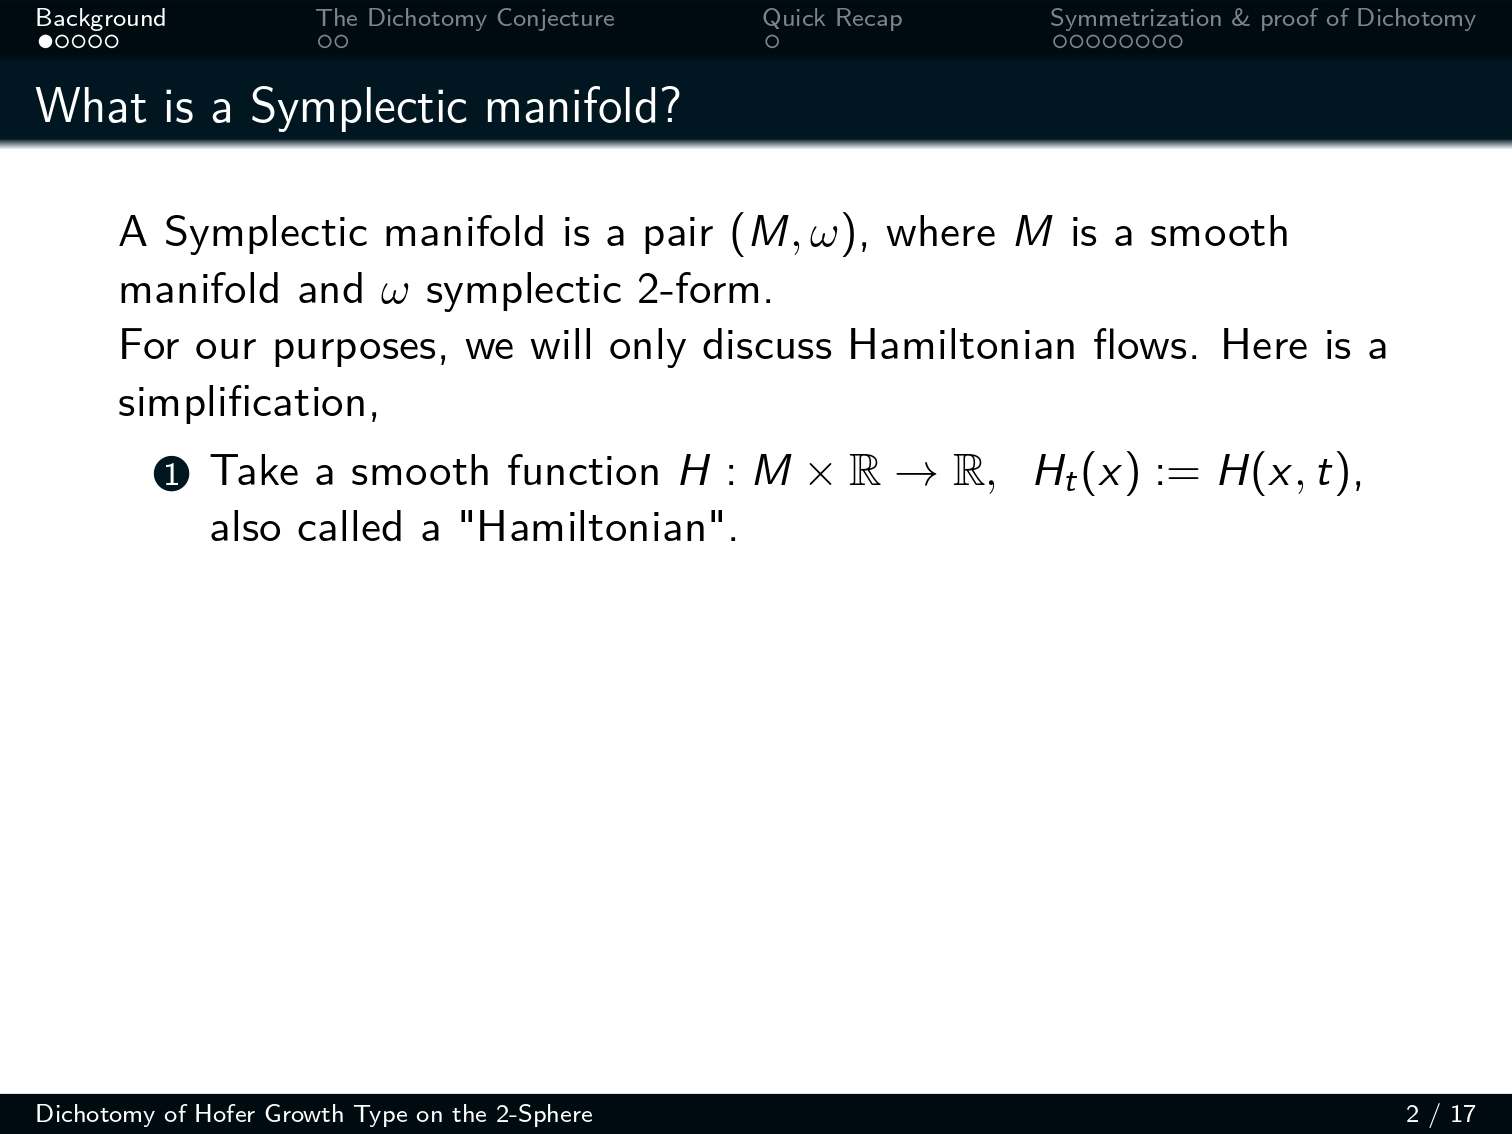 Background The Dichotomy Conjecture Quick Recap Symmetrization & proof of Dichotomy
What is a Symplectic manifold?
A Symplectic manifold is a pair (M, ω), where M is a smooth
manifold and ω symplectic 2-form.
For our purposes, we will only discuss Hamiltonian flows. Here is a
simplification,
1 Take a smooth function H : M × ℝ → ℝ, Hₜ(x) := H(x, t),
also called a "Hamiltonian".
Dichotomy of Hofer Growth Type on the 2-Sphere 2 / 17